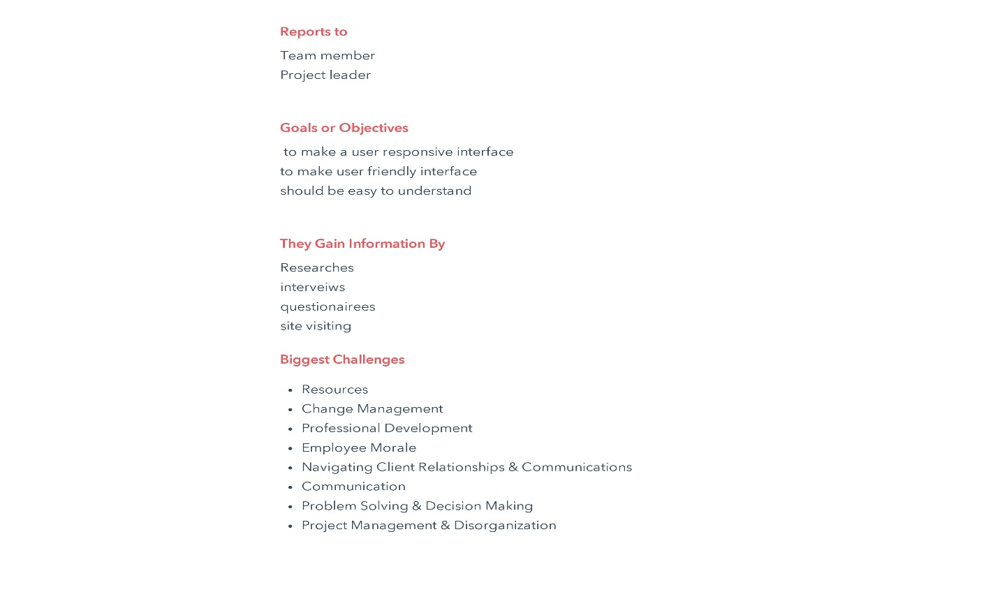 Reports to
Team member
Project leader
Goals or Objectives
to make a user responsive interface
to make user friendly interface
should be easy to understand
They Gain Information By
Researches
interveiws
questionairees
site visiting
Biggest Challenges
• Resources
• Change Management
• Professional Development
• Employee Morale
• Navigating Client Relationships & Communications
• Communication
• Problem Solving & Decision Making
• Project Management & Disorganization